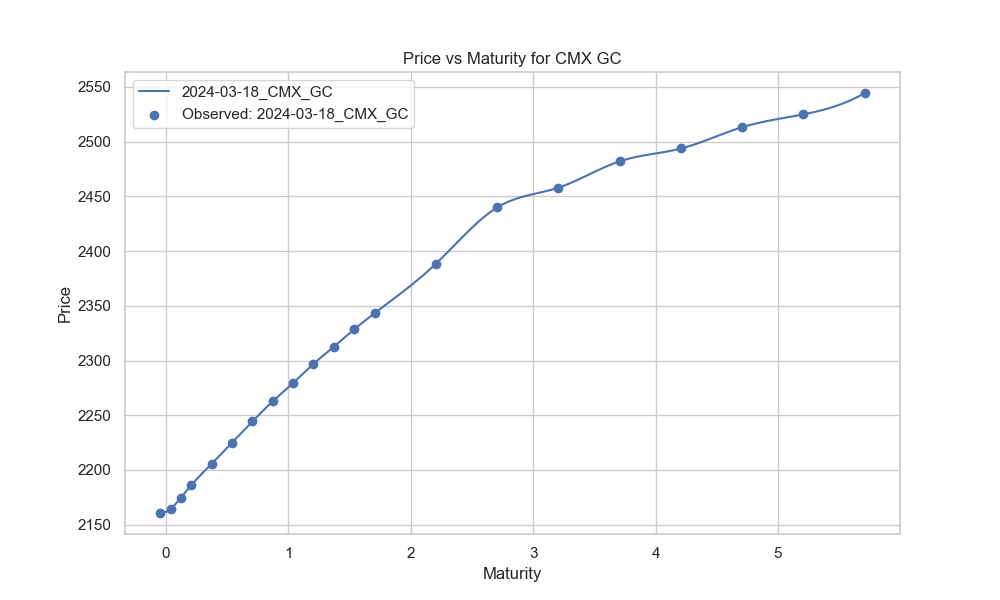 Price vs Maturity for CMX GC
2024-03-18_CMX_GC
Observed: 2024-03-18_CMX_GC
Price
2550
2500
2450
2400
2350
2300
2250
2200
2150
0 1 2 3 4 5
Maturity